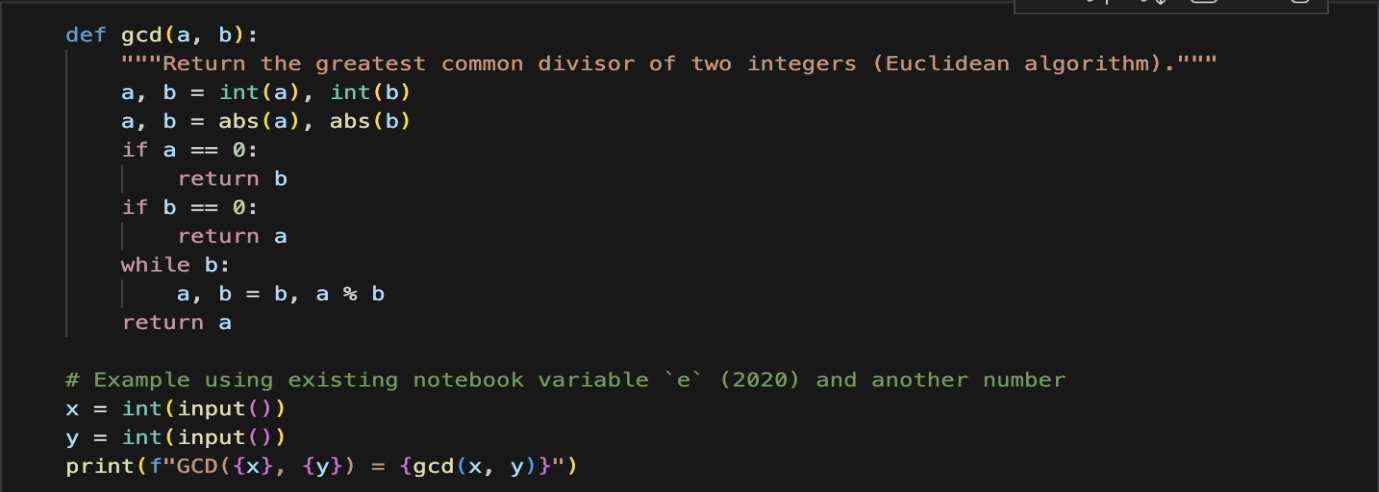 def gcd(a, b):
    """Return the greatest common divisor of two integers (Euclidean algorithm)."""
    a, b = int(a), int(b)
    a, b = abs(a), abs(b)
    if a == 0:
        return b
    if b == 0:
        return a
    while b:
        a, b = b, a % b
    return a

# Example using existing notebook variable `e` (2020) and another number
x = int(input())
y = int(input())
print(f"GCD({x}, {y}) = {gcd(x, y)}")